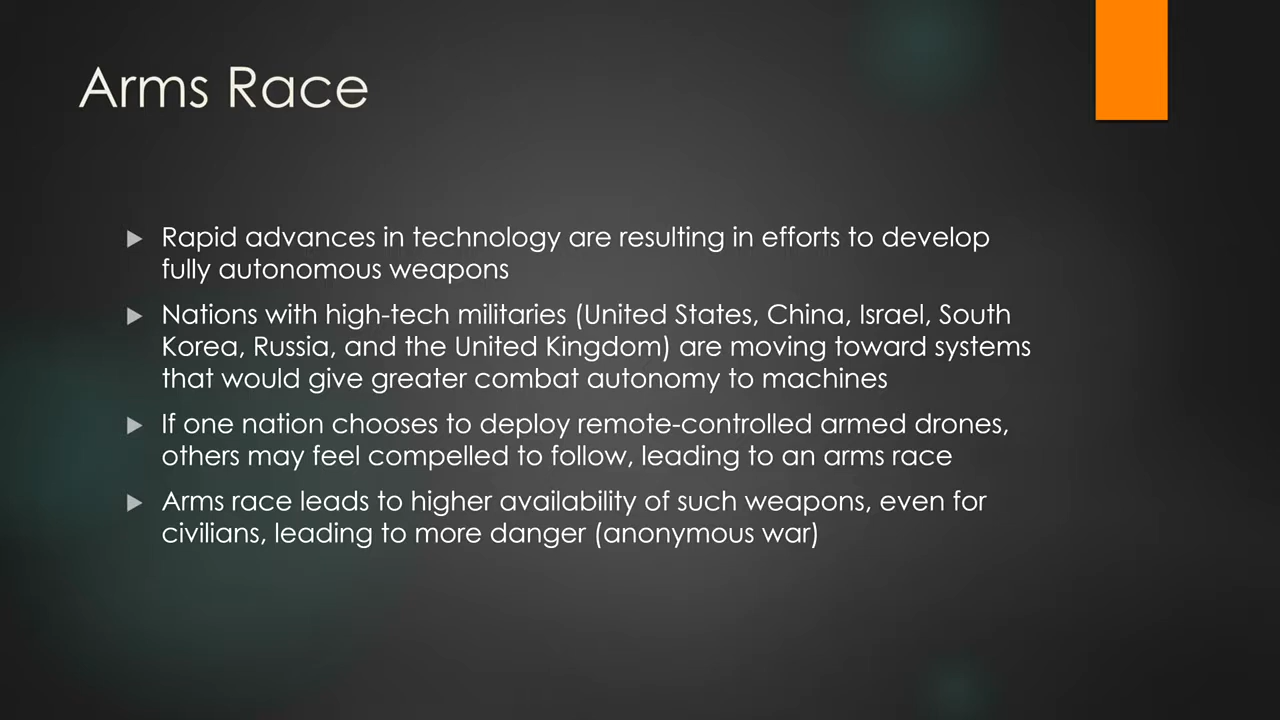 Arms Race
Rapid advances in technology are resulting in efforts to develop
fully autonomous weapons
Nations with high-tech militaries (United States, China, Israel, South
Korea, Russia, and the United Kingdom) are moving toward systems
that would give greater combat autonomy to machines
If one nation chooses to deploy remote-controlled armed drones,
others may feel compelled to follow, leading to an arms race
Arms race leads to higher availability of such weapons, even for
civilians, leading to more danger (anonymous war)